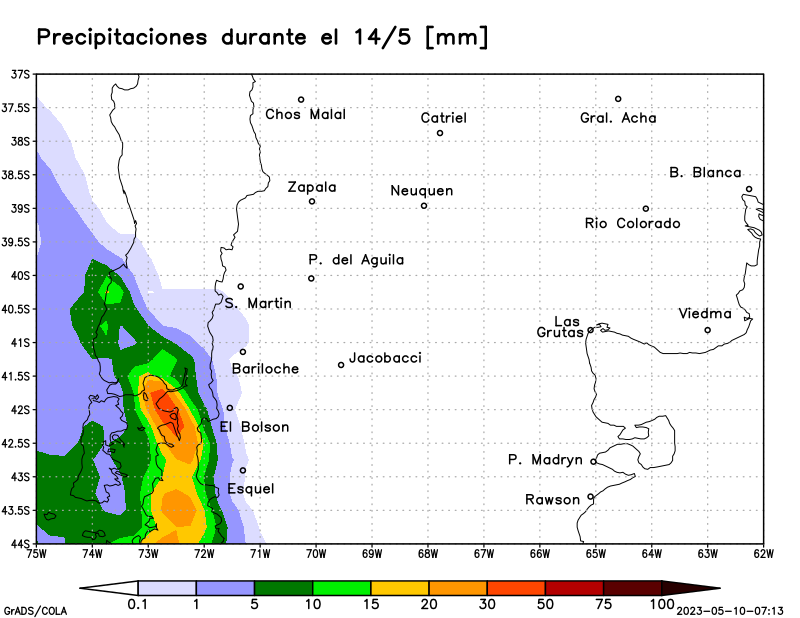 Precipitaciones durante el 14/5 [mm]
37S
37.5S
38S
38.5S
39S
39.5S
40S
40.5S
41S
41.5S
42S
42.5S
43S
43.5S
44S
Chos Malal
Catriel
Gral. Acha
B. Blanca
Zapala
Neuquen
Rio Colorado
P. del Aguila
S. Martin
Viedma
Las
Grutas
Bariloche
Jacobacci
El Bolson
P. Madryn
Esquel
Rawson
75W 74W 73W 72W 71W 70W 69W 68W 67W 66W 65W 64W 63W 62W
0.1 1 5 10 15 20 30 50 75 100
GrADS/COLA
2023-05-10-07:13